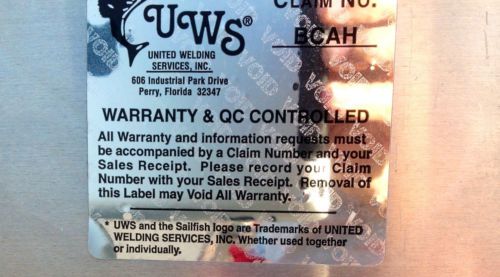 CLAIM NO.
UWS®
BCAH
UNITED WELDING
SERVICES, INC.
606 Industrial Park Drive
Perry, Florida 32347
WARRANTY & QC CONTROLLED
All Warranty and information requests must
be accompanied by a Claim Number and your
Sales Receipt. Please record your Claim
Number with your Sales Receipt. Removal of
this Label may Void All Warranty.
* UWS and the Sailfish logo are Trademarks of UNITED
WELDING SERVICES, INC. Whether used together
or individually.
VOID VOID VOID